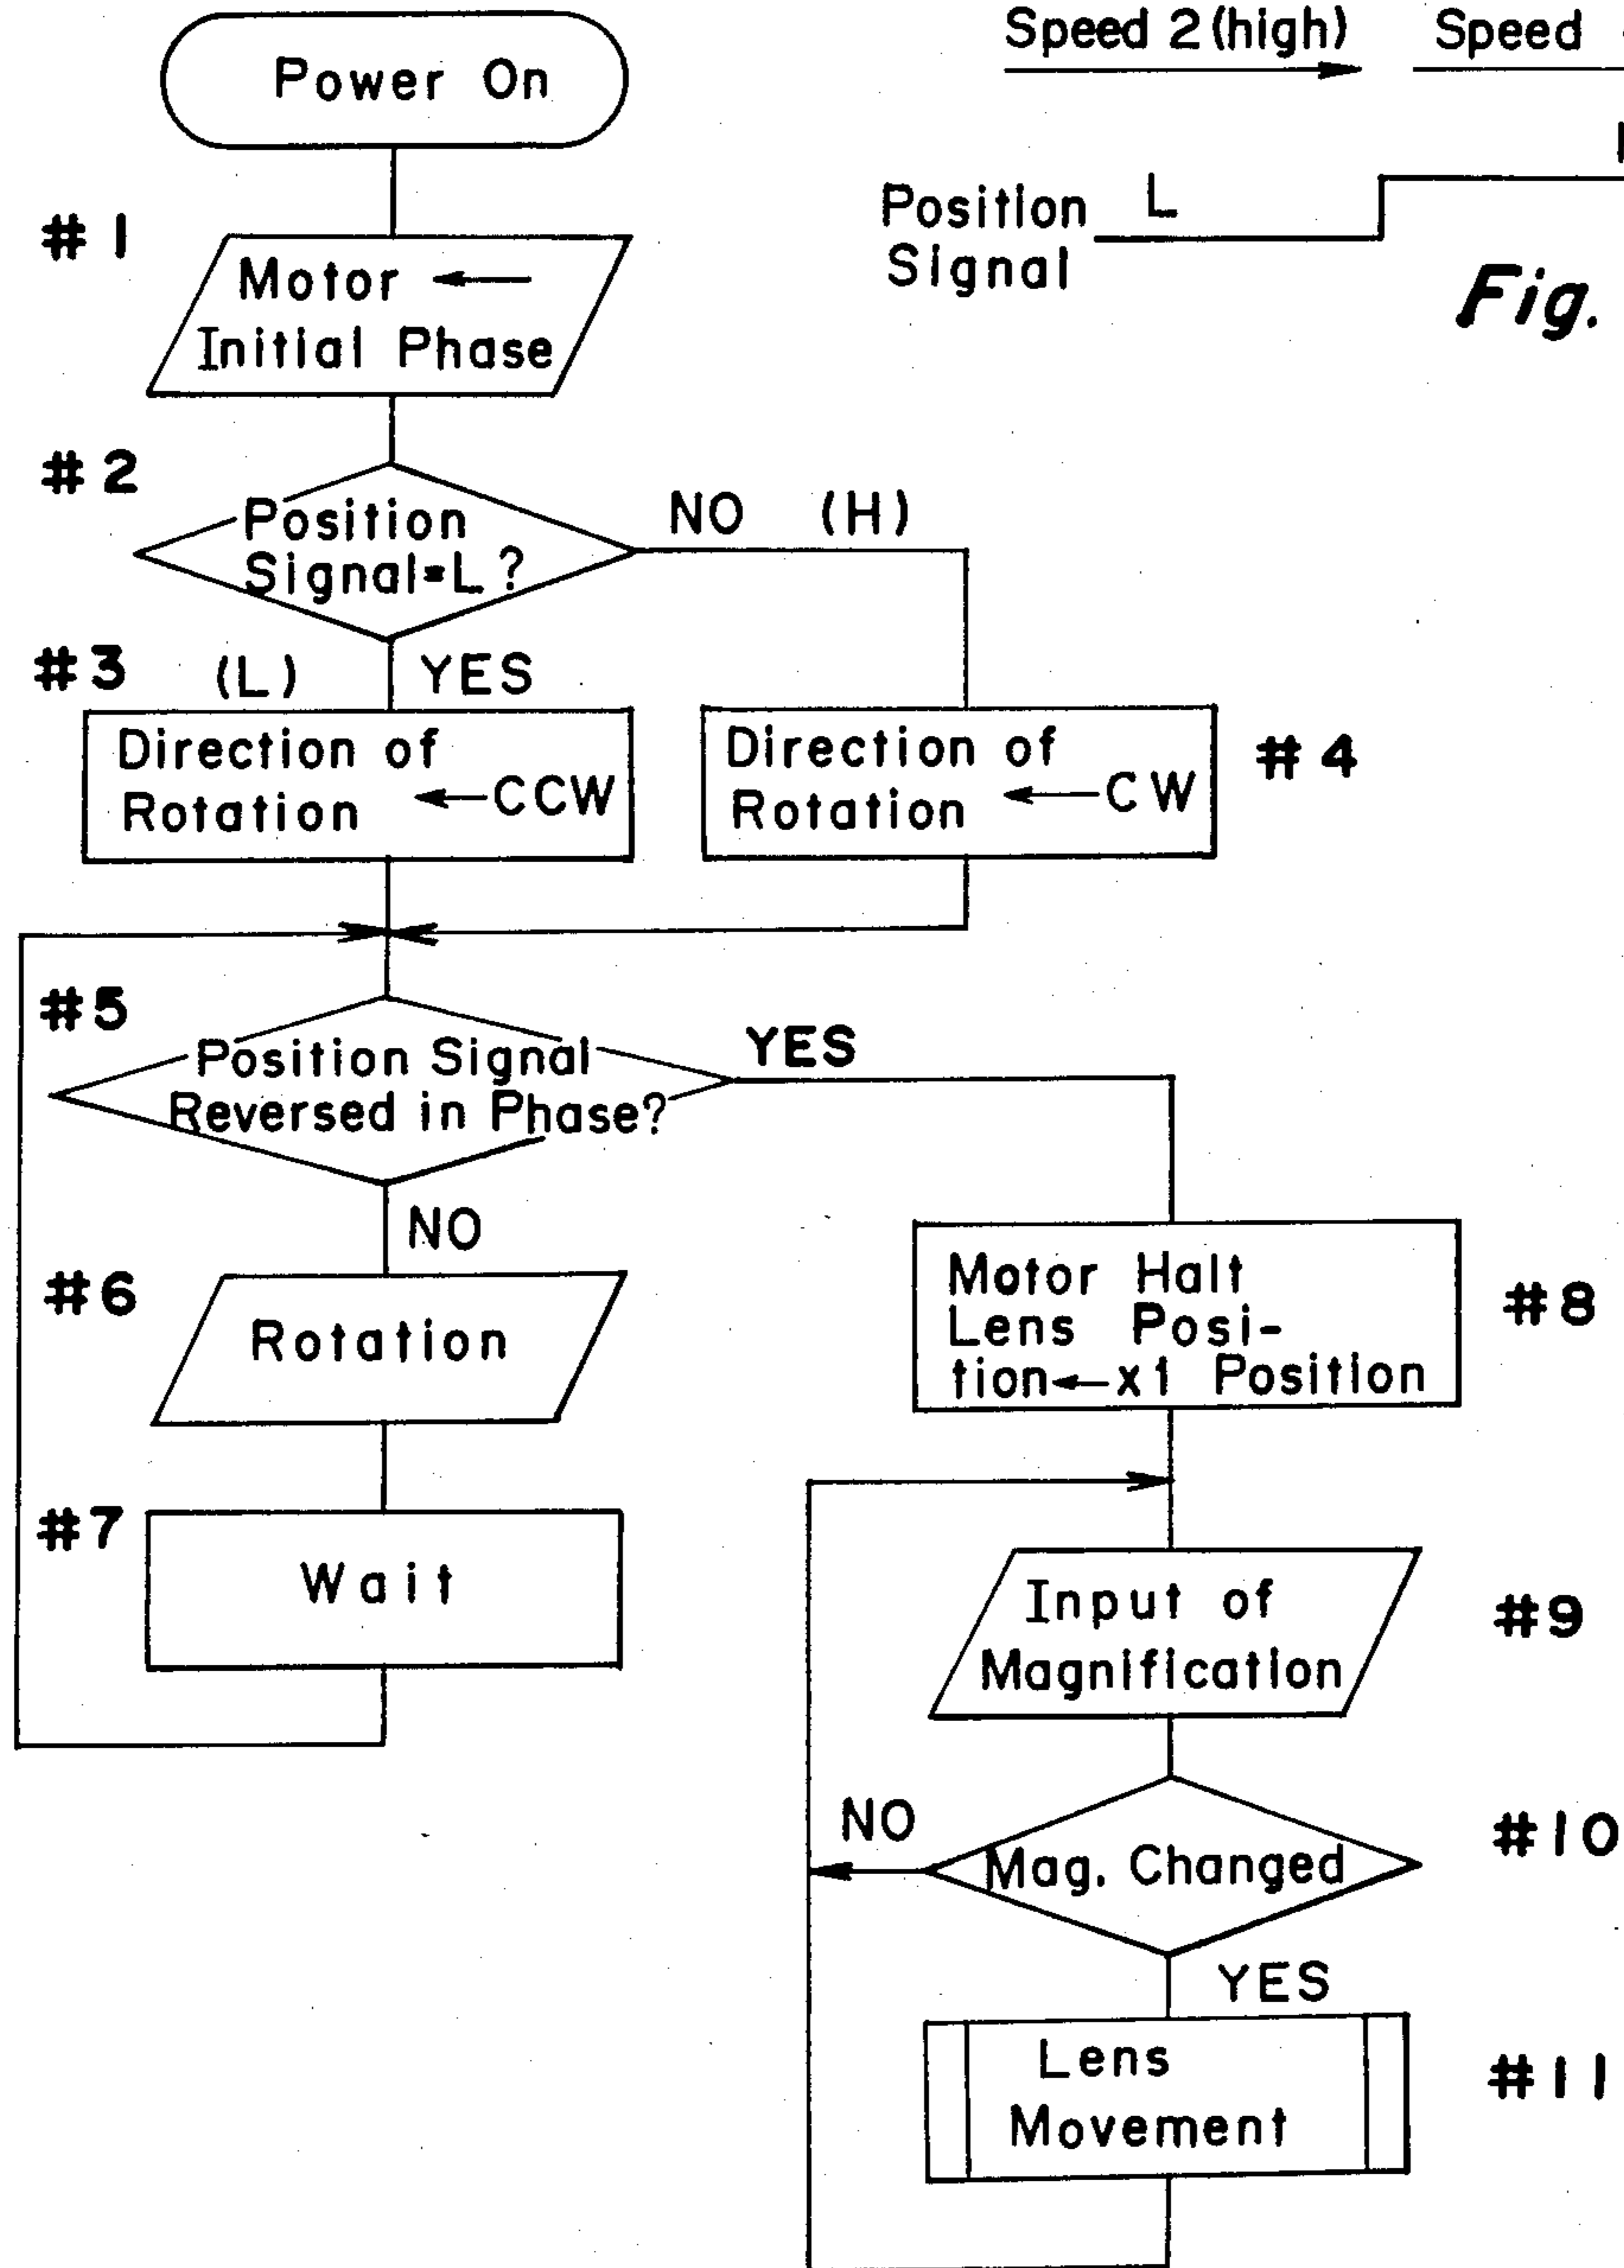 Power On
Speed 2 (high)
Speed
Position L
Signal
Fig.
#1
Motor ←
Initial Phase
#2
Position
Signal=L?
NO (H)
#3 (L) YES
Direction of
Rotation ←CCW
Direction of
Rotation ←CW
#4
#5
Position Signal
Reversed in Phase?
YES
NO
#6
Rotation
#7
Wait
Motor Halt
Lens Posi-
tion←x1 Position
#8
Input of
Magnification
#9
NO
Mag. Changed
#10
YES
Lens
Movement
#11